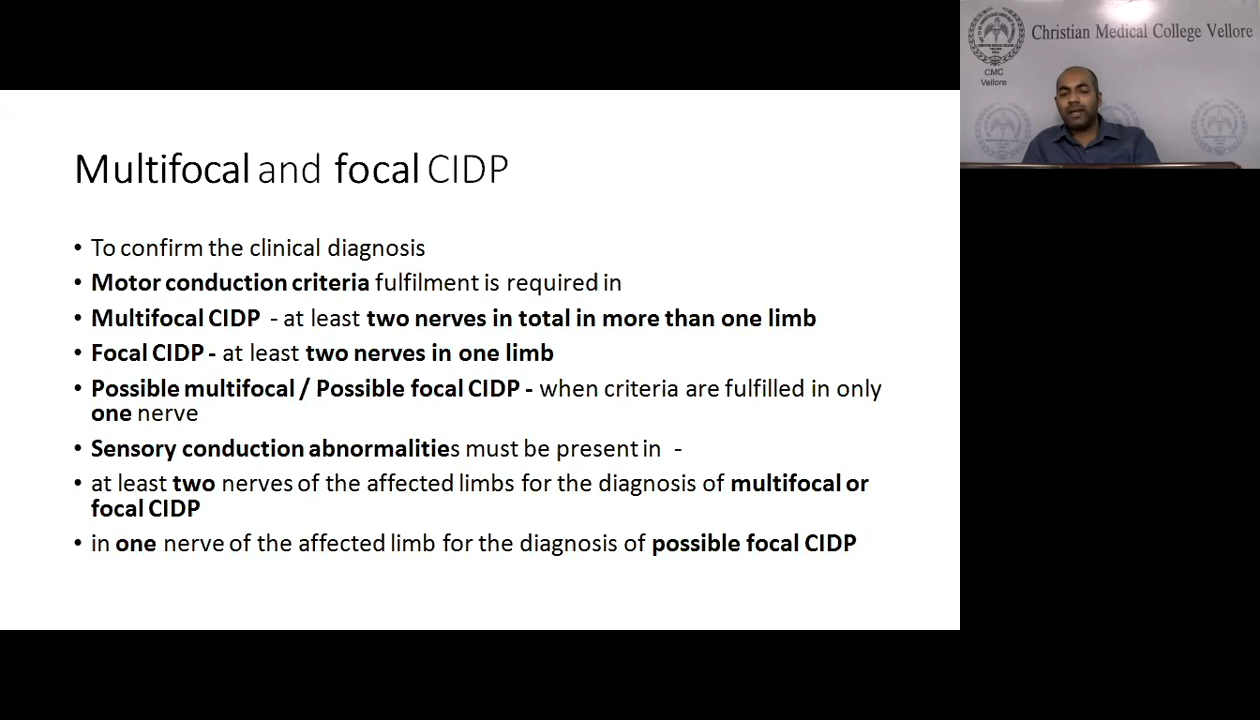 Multifocal and focal CIDP
• To confirm the clinical diagnosis
• Motor conduction criteria fulfilment is required in
• Multifocal CIDP - at least two nerves in total in more than one limb
• Focal CIDP - at least two nerves in one limb
• Possible multifocal / Possible focal CIDP - when criteria are fulfilled in only
one nerve
• Sensory conduction abnormalities must be present in -
• at least two nerves of the affected limbs for the diagnosis of multifocal or
focal CIDP
• in one nerve of the affected limb for the diagnosis of possible focal CIDP
Christian Medical College Vellore
CMC
Vellore